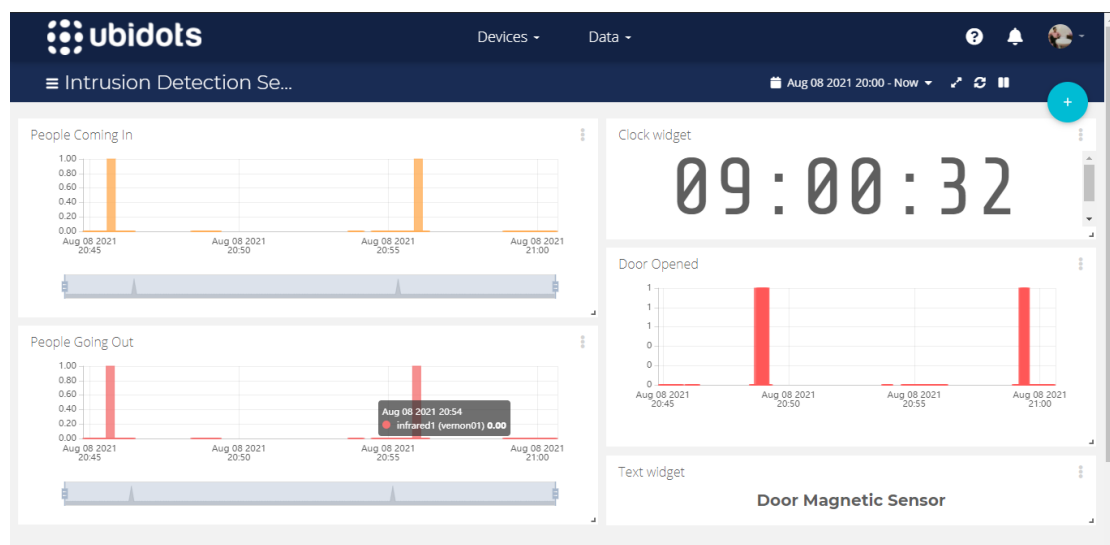 ubidots
Devices
Data
Intrusion Detection Se...
Aug 08 2021 20:00 - Now
+
People Coming In
1.00
0.80
0.60
0.40
0.20
0.00
Aug 08 2021 Aug 08 2021 Aug 08 2021 Aug 08 2021
20:45 20:50 20:55 21:00
People Going Out
1.00
0.80
0.60
0.40
0.20
0.00
Aug 08 2021 20:54
infrared1 (vernon01) 0.00
Aug 08 2021 Aug 08 2021 Aug 08 2021 Aug 08 2021
20:45 20:50 20:55 21:00
Clock widget
09:00:32
Door Opened
1
1
1
0
0
0
Aug 08 2021 Aug 08 2021 Aug 08 2021 Aug 08 2021
20:45 20:50 20:55 21:00
Text widget
Door Magnetic Sensor